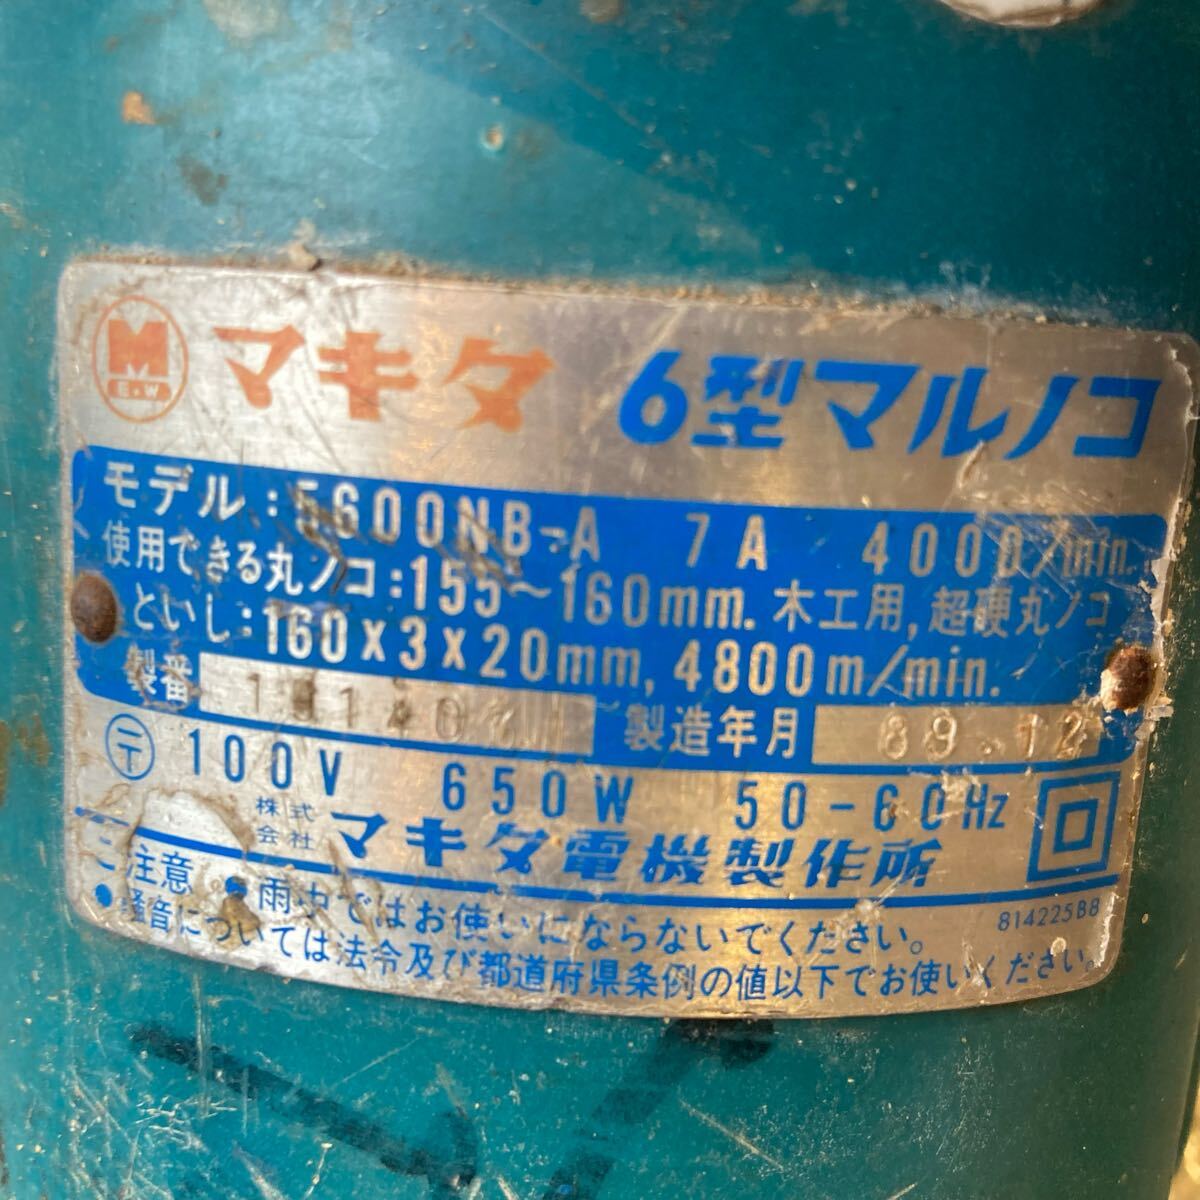 M
E.W
マキタ 6型マルノコ
モデル:5600NB-A 7A 4000/min.
使用できる丸ノコ:155~160mm. 木工用,超硬丸ノコ
といし:160x3x20mm, 4800m/min.
製番 製造年月 89.12
〒 100V 650W 50-60Hz
株式会社 マキタ電機製作所
ご注意 ●雨中ではお使いにならないでください。 814225B8
●騒音については法令及び都道府県条例の値以下でお使いください。